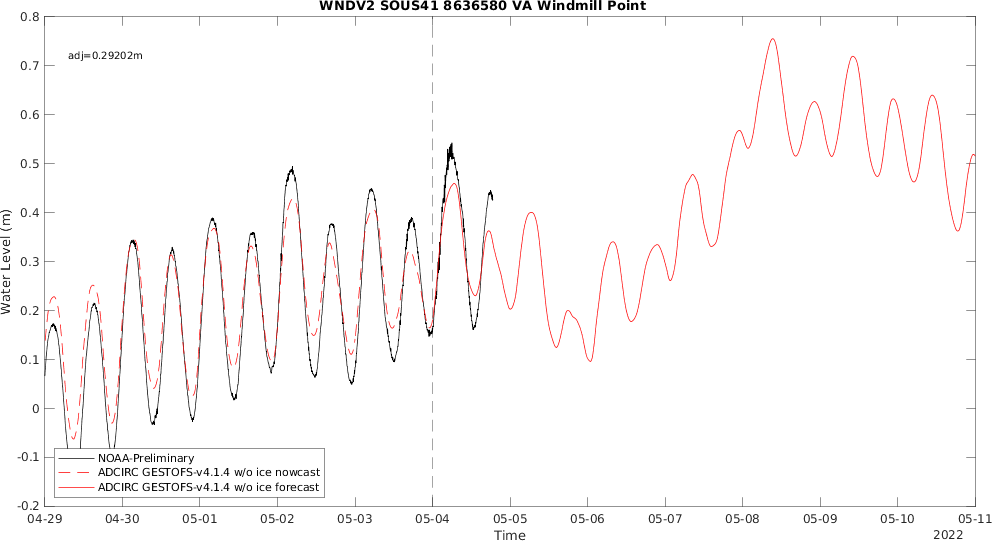 WNDV2 SOUS41 8636580 VA Windmill Point
adj=0.29202m
0.8
0.7
0.6
0.5
0.4
0.3
0.2
0.1
0
-0.1
-0.2
Water Level (m)
NOAA-Preliminary
ADCIRC GESTOFS-v4.1.4 w/o ice nowcast
ADCIRC GESTOFS-v4.1.4 w/o ice forecast
04-29 04-30 05-01 05-02 05-03 05-04 05-05 05-06 05-07 05-08 05-09 05-10 05-11
Time
2022